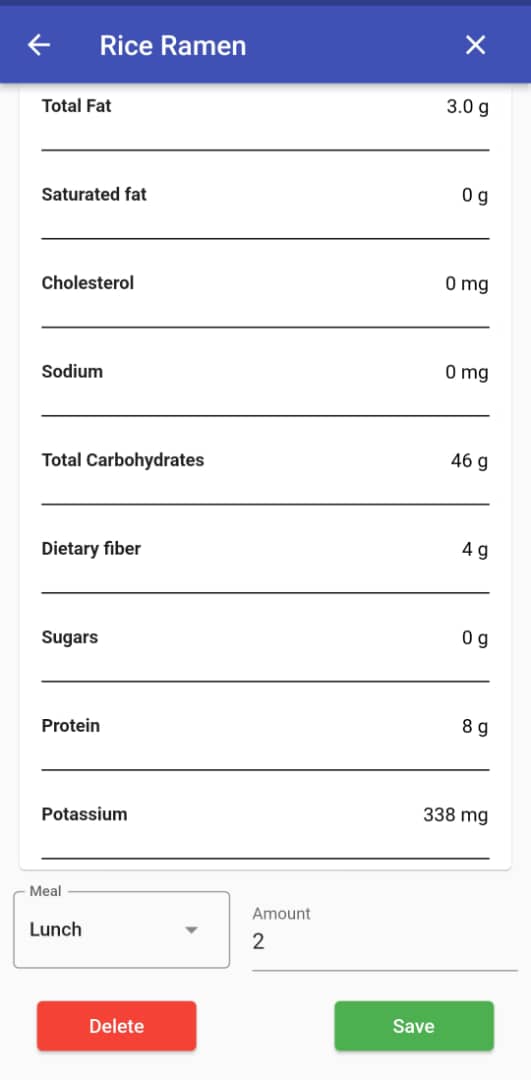 Rice Ramen
Total Fat 3.0 g
Saturated fat 0 g
Cholesterol 0 mg
Sodium 0 mg
Total Carbohydrates 46 g
Dietary fiber 4 g
Sugars 0 g
Protein 8 g
Potassium 338 mg
Meal
Lunch
Amount
2
Delete Save